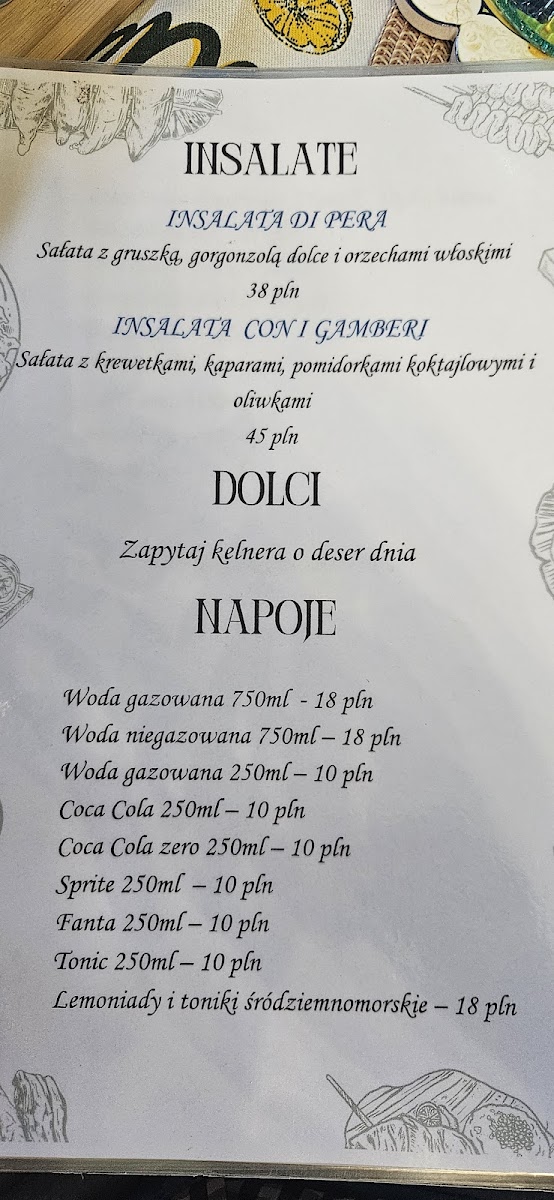 INSALATE
INSALATA DI PERA
Sałata z gruszką, gorgonzolą dolce i orzechami włoskimi
38 pln
INSALATA CON I GAMBERI
Sałata z krewetkami, kaparami, pomidorkami koktajlowymi i
oliwkami
45 pln
DOLCI
Zapytaj kelnera o deser dnia
NAPOJE
Woda gazowana 750ml - 18 pln
Woda niegazowana 750ml – 18 pln
Woda gazowana 250ml – 10 pln
Coca Cola 250ml – 10 pln
Coca Cola zero 250ml – 10 pln
Sprite 250ml – 10 pln
Fanta 250ml – 10 pln
Tonic 250ml – 10 pln
Lemoniady i toniki śródziemnomorskie – 18 pln